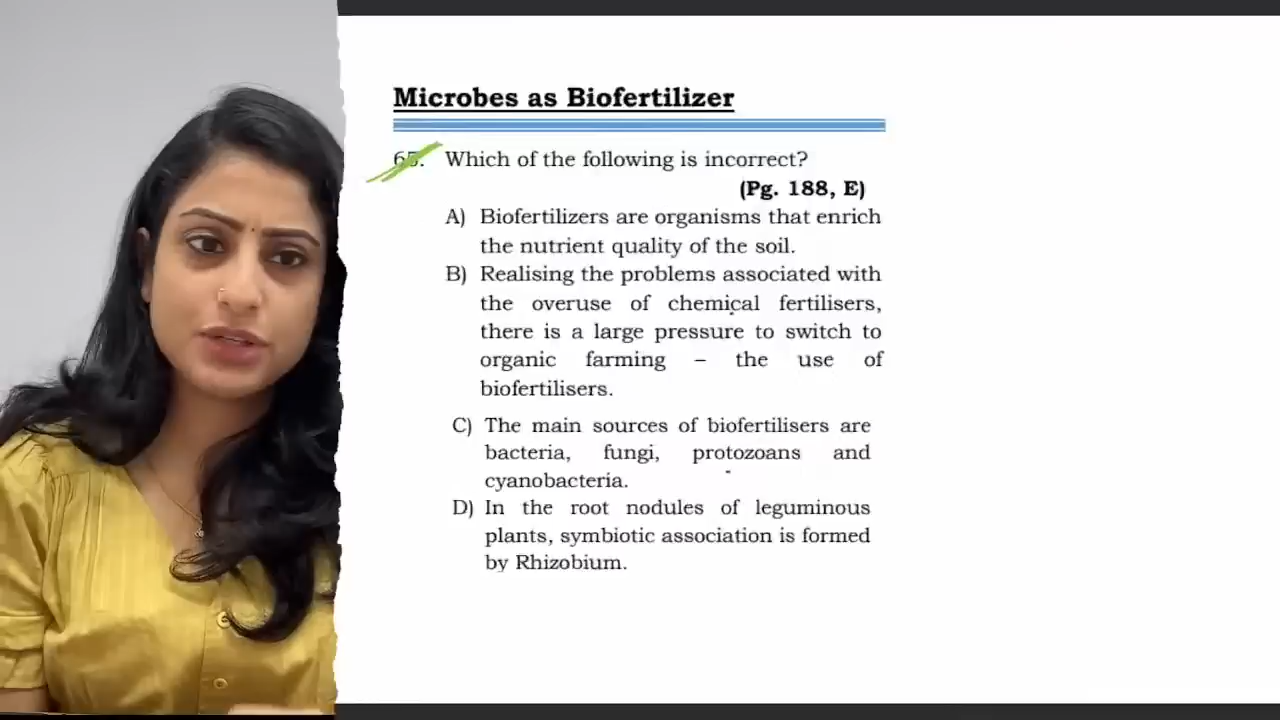 Microbes as Biofertilizer
65. Which of the following is incorrect?
(Pg. 188, E)
A) Biofertilizers are organisms that enrich
the nutrient quality of the soil.
B) Realising the problems associated with
the overuse of chemical fertilisers,
there is a large pressure to switch to
organic farming – the use of
biofertilisers.
C) The main sources of biofertilisers are
bacteria, fungi, protozoans and
cyanobacteria.
D) In the root nodules of leguminous
plants, symbiotic association is formed
by Rhizobium.